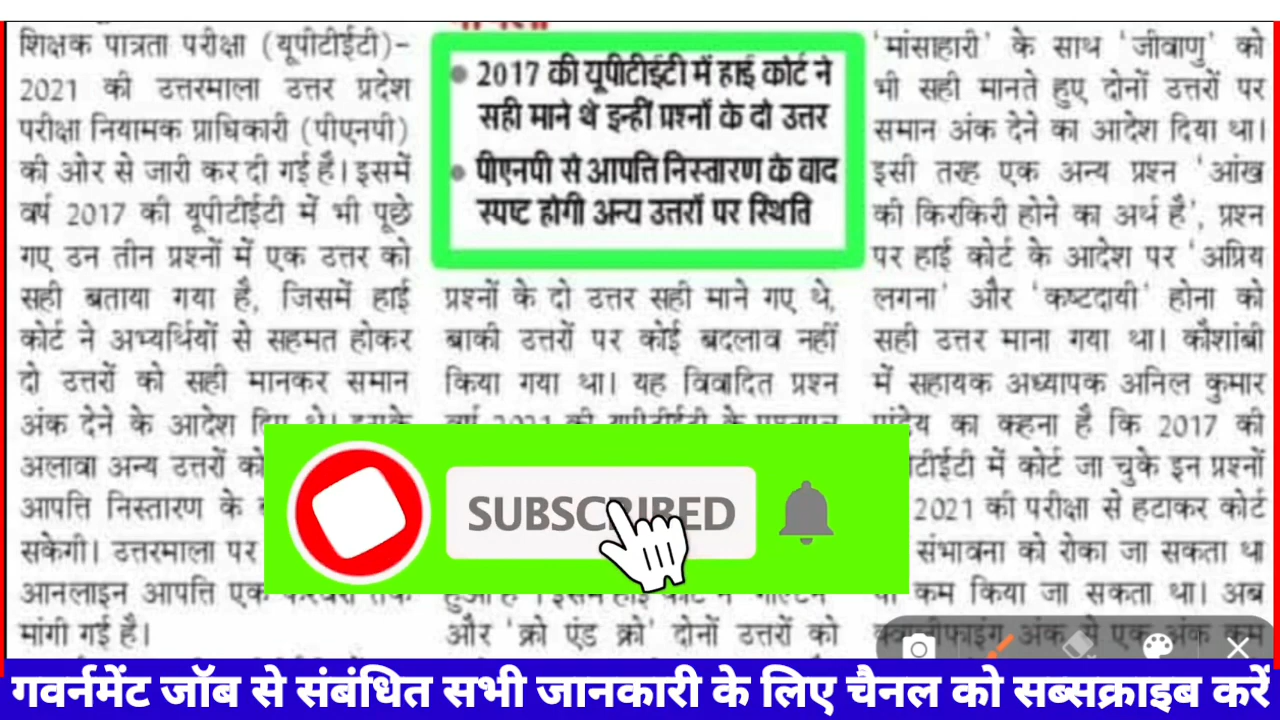 शिक्षक पात्रता परीक्षा (यूपीटीईटी)-
2021 की उत्तरमाला उत्तर प्रदेश
परीक्षा नियामक प्राधिकारी (पीएनपी)
की ओर से जारी कर दी गई है। इसमें
वर्ष 2017 की यूपीटीईटी में भी पूछे
गए उन तीन प्रश्नों में एक उत्तर को
सही बताया गया है, जिसमें हाई
कोर्ट ने अभ्यर्थियों से सहमत होकर
दो उत्तरों को सही मानकर समान
अंक देने के आदेश
अलावा अन्य उत्तरों को
आपत्ति निस्तारण के
सकेगी। उत्तरमाला पर
आनलाइन आपत्ति एक
मांगी गई है।
2017 की यूपीटीईटी में हाई कोर्ट ने
सही माने थे इन्हीं प्रश्नों के दो उत्तर
पीएनपी से आपत्ति निस्तारण के बाद
स्पष्ट होगी अन्य उत्तरों पर स्थिति
प्रश्नों के दो उत्तर सही माने गए थे,
बाकी उत्तरों पर कोई बदलाव नहीं
किया गया था। यह विवादित प्रश्न
और 'क्रो एंड क्रो' दोनों उत्तरों को
'मांसाहारी' के साथ 'जीवाणु' को
भी सही मानते हुए दोनों उत्तरों पर
समान अंक देने का आदेश दिया था।
इसी तरह एक अन्य प्रश्न 'आंख
की किरकिरी होने का अर्थ है', प्रश्न
पर हाई कोर्ट के आदेश पर 'अप्रिय
लगना' और 'कष्टदायी' होना को
सही उत्तर माना गया था। कौशांबी
में सहायक अध्यापक अनिल कुमार
का कहना है कि 2017 की
में कोर्ट जा चुके इन प्रश्नों
2021 की परीक्षा से हटाकर कोर्ट
संभावना को रोका जा सकता था
कम किया जा सकता था। अब
SUBSCRIBED
गवर्नमेंट जॉब से संबंधित सभी जानकारी के लिए चैनल को सब्सक्राइब करें